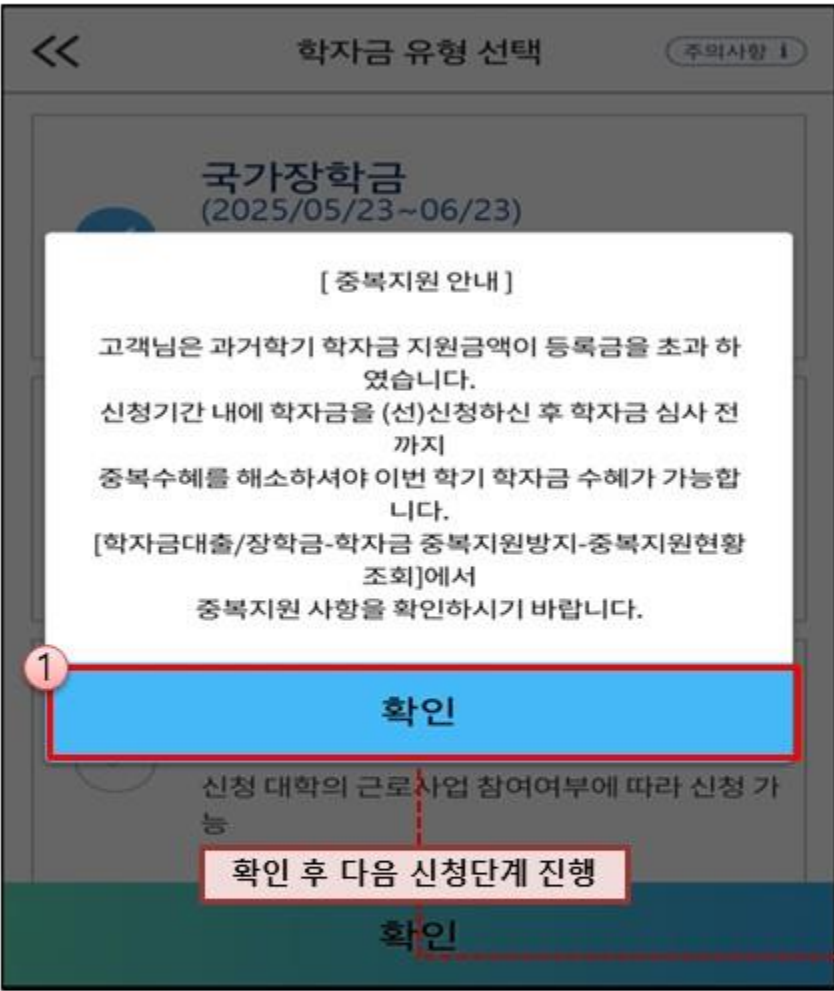 <<
학자금 유형 선택
주의사항 i
국가장학금
(2025/05/23~06/23)
[ 중복지원 안내 ]
고객님은 과거학기 학자금 지원금액이 등록금을 초과 하
였습니다.
신청기간 내에 학자금을 (선)신청하신 후 학자금 심사 전
까지
중복수혜를 해소하셔야 이번 학기 학자금 수혜가 가능합
니다.
[학자금대출/장학금-학자금 중복지원방지-중복지원현황
조회]에서
중복지원 사항을 확인하시기 바랍니다.
1
확인
신청 대학의 근로사업 참여여부에 따라 신청 가
능
확인 후 다음 신청단계 진행
확인